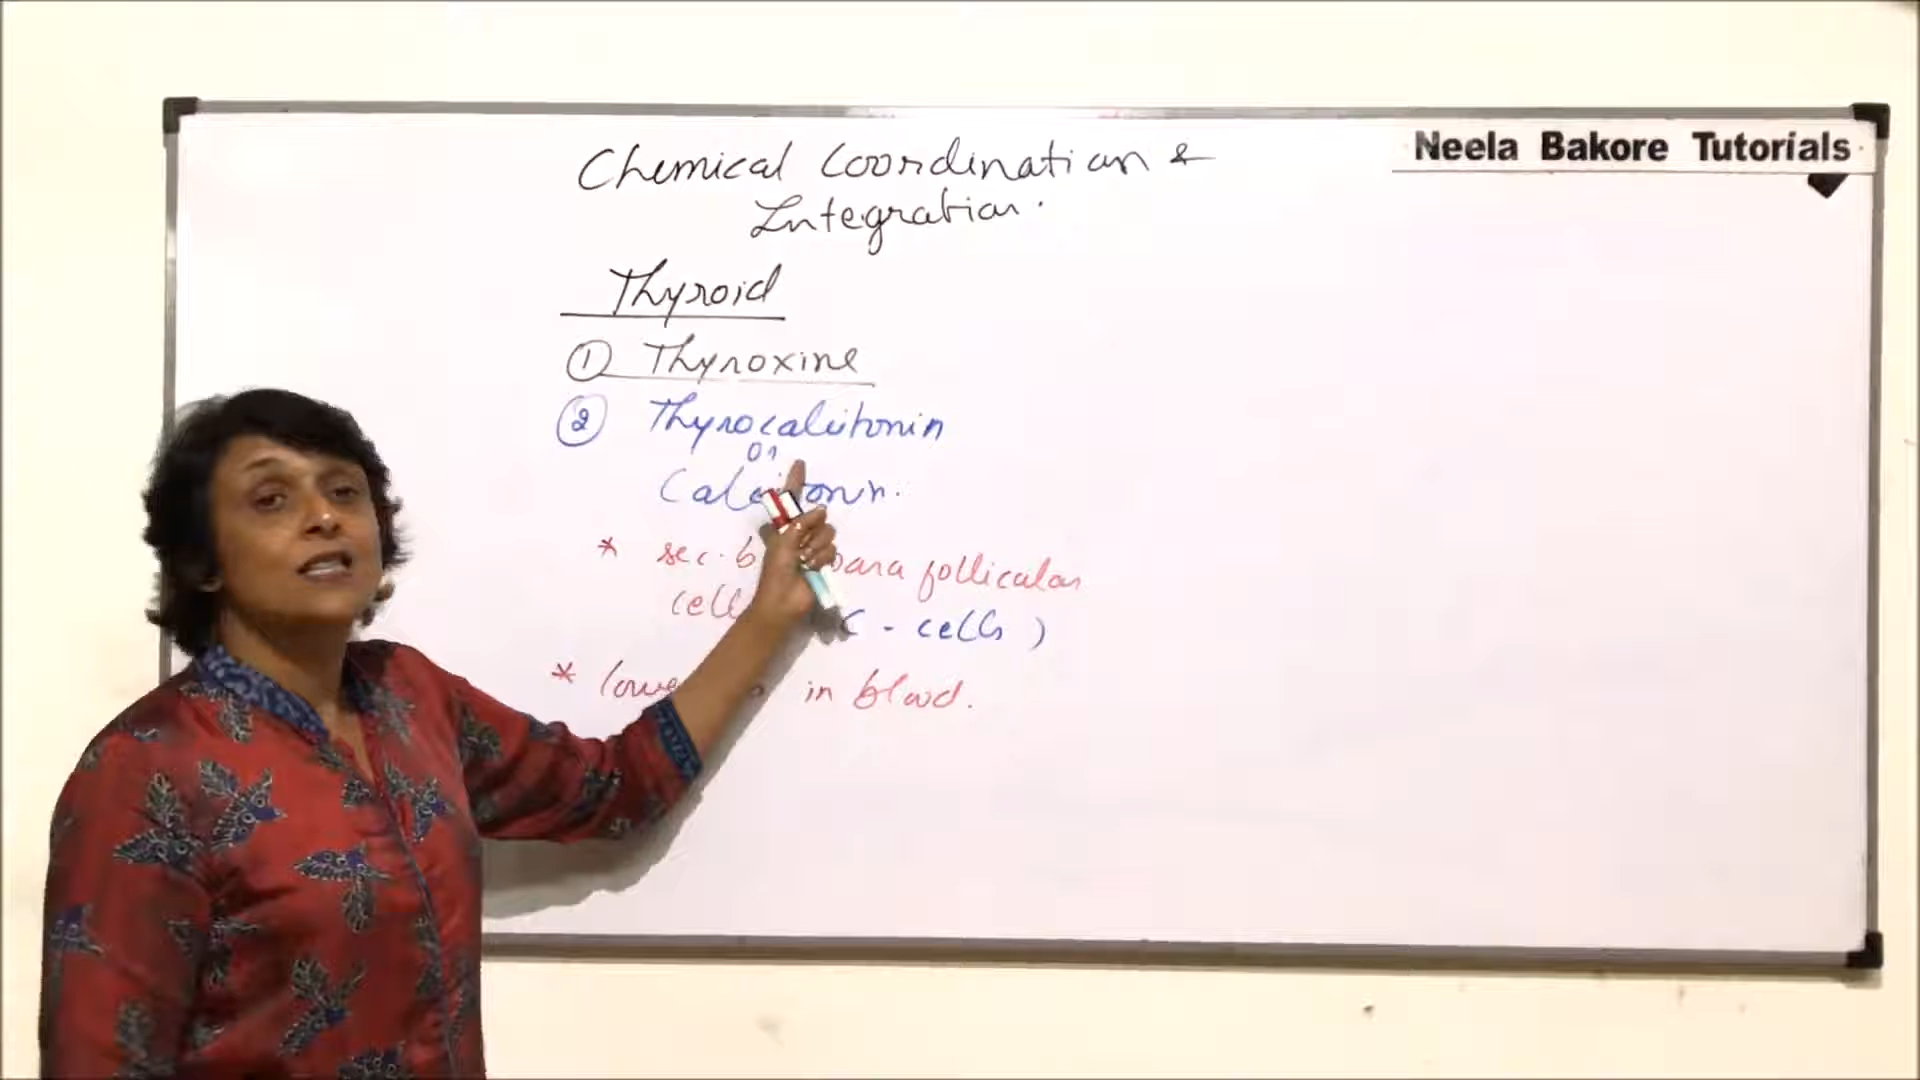 Neela Bakore Tutorials
Chemical Coordination &
Integration.
Thyroid
① Thyroxine
② Thyrocalcitonin
or
Calcitonin.
* sec. para follicular
cells (C - cells)
* in blood.